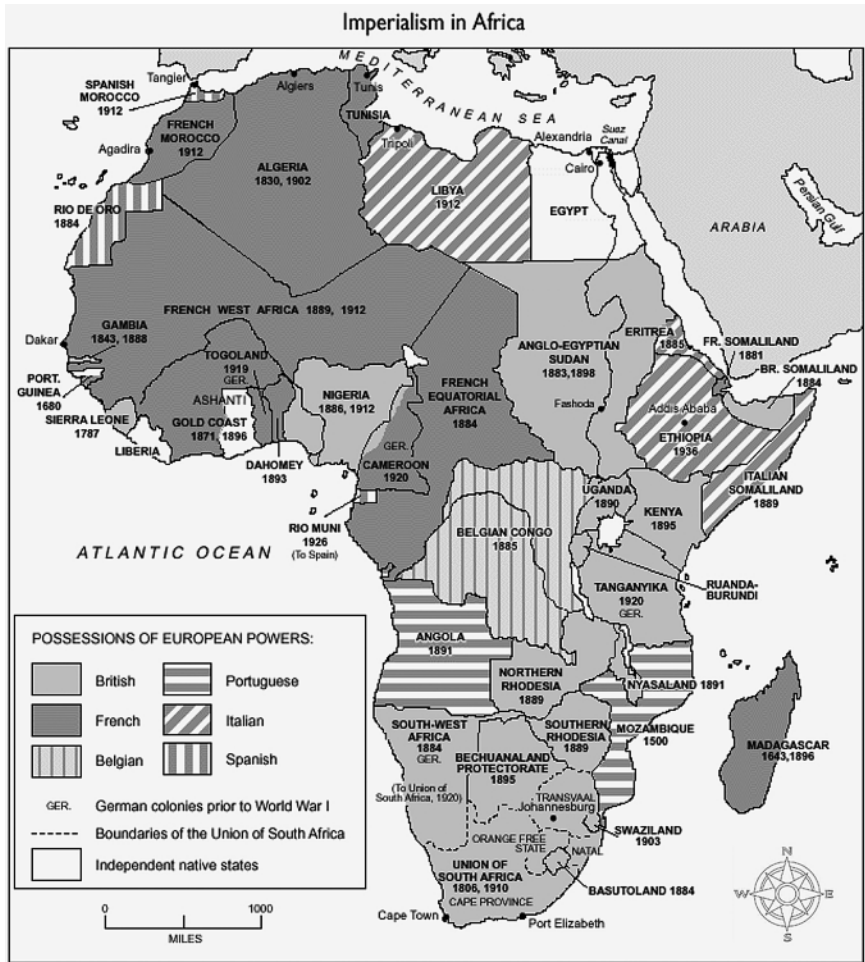 Imperialism in Africa
MEDITERRANEAN SEA
Tangier
Algiers
Tunis
SPANISH
MOROCCO
1912
FRENCH
MOROCCO
1912
TUNISIA
Tripoli
Alexandria
Suez
Canal
Cairo
Agadira
ALGERIA
1830, 1902
LIBYA
1912
EGYPT
Persian Gulf
ARABIA
RIO DE ORO
1884
FRENCH WEST AFRICA 1889, 1912
GAMBIA
1843, 1888
Dakar
PORT.
GUINEA
1680
TOGOLAND
1919
GER.
ASHANTI
SIERRA LEONE
1787
GOLD COAST
1871, 1896
LIBERIA
DAHOMEY
1893
NIGERIA
1886, 1912
FRENCH
EQUATORIAL
AFRICA
1884
GER.
CAMEROON
1920
RIO MUNI
1926
(To Spain)
ANGLO-EGYPTIAN
SUDAN
1883,1898
Fashoda
ERITREA
1885
FR. SOMALILAND
1881
BR. SOMALILAND
1884
Addis Ababa
ETHIOPIA
1936
ITALIAN
SOMALILAND
1889
UGANDA
1890
KENYA
1895
BELGIAN CONGO
1885
RUANDA-
BURUNDI
TANGANYIKA
1920
GER.
ATLANTIC OCEAN
ANGOLA
1891
NORTHERN
RHODESIA
1889
NYASALAND 1891
SOUTH-WEST
AFRICA
1884
GER.
(To Union of
South Africa, 1920)
SOUTHERN
RHODESIA
1889
MOZAMBIQUE
1500
MADAGASCAR
1643,1896
BECHUANALAND
PROTECTORATE
1895
TRANSVAAL
Johannesburg
SWAZILAND
1903
ORANGE FREE
STATE
NATAL
UNION OF
SOUTH AFRICA
1806, 1910
CAPE PROVINCE
BASUTOLAND 1884
Cape Town
Port Elizabeth
POSSESSIONS OF EUROPEAN POWERS:
British
Portuguese
French
Italian
Belgian
Spanish
GER. German colonies prior to World War I
Boundaries of the Union of South Africa
Independent native states
0 1000
MILES
N
W E
S